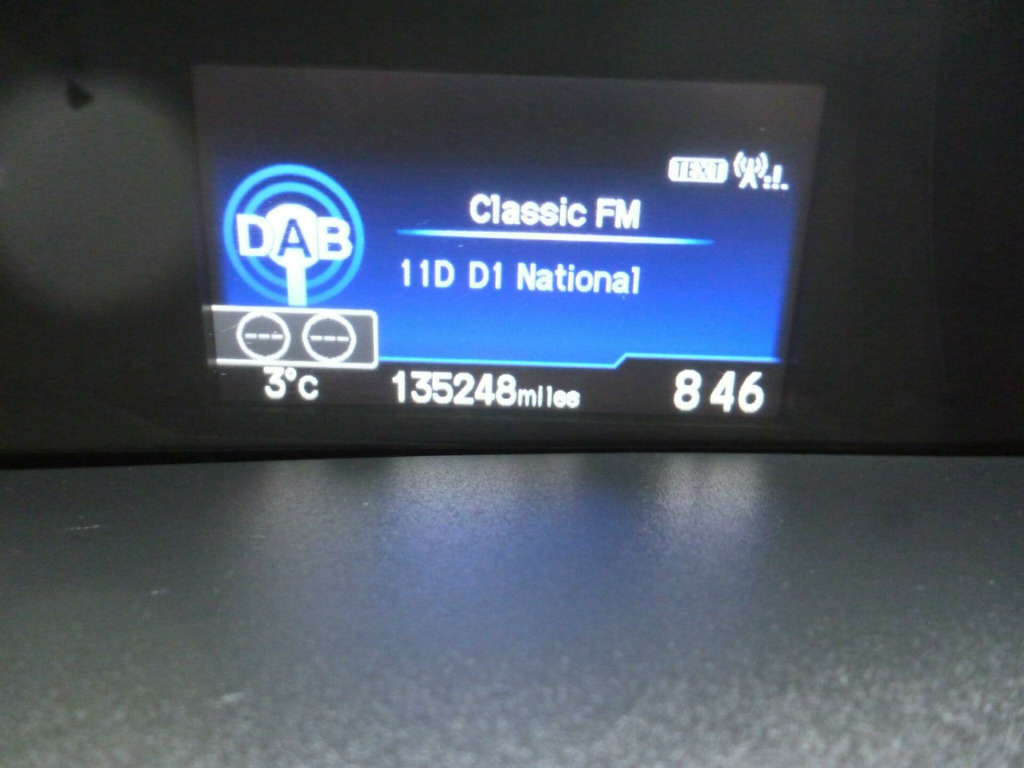 TEXT
DAB
Classic FM
11D D1 National
--- ---
3°C 135248miles 8 46